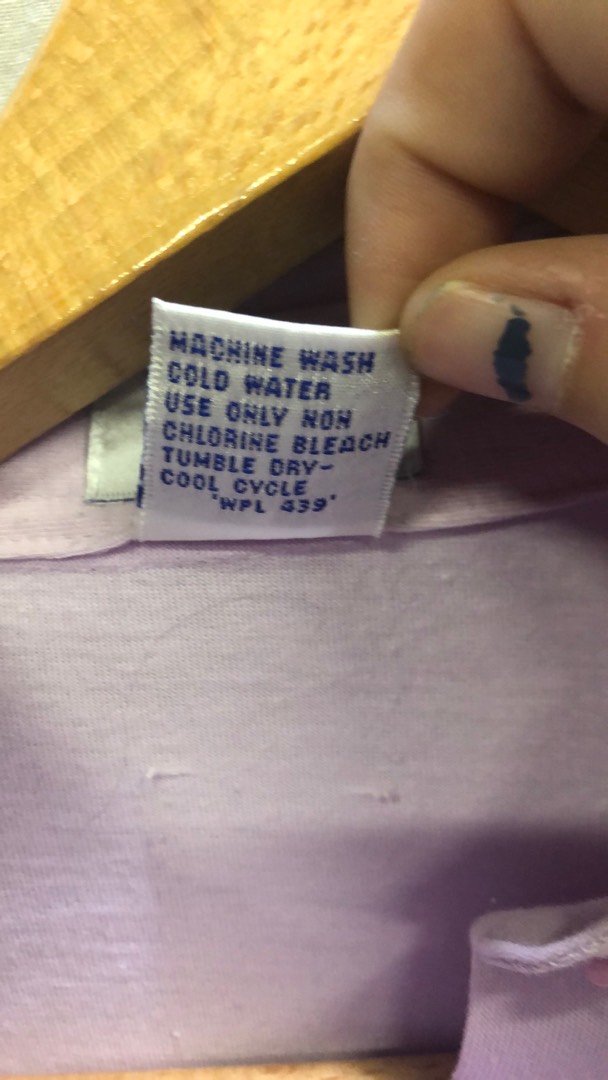 MACHINE WASH
COLD WATER
USE ONLY NON
CHLORINE BLEACH
TUMBLE DRY-
COOL CYCLE
"WPL 439"